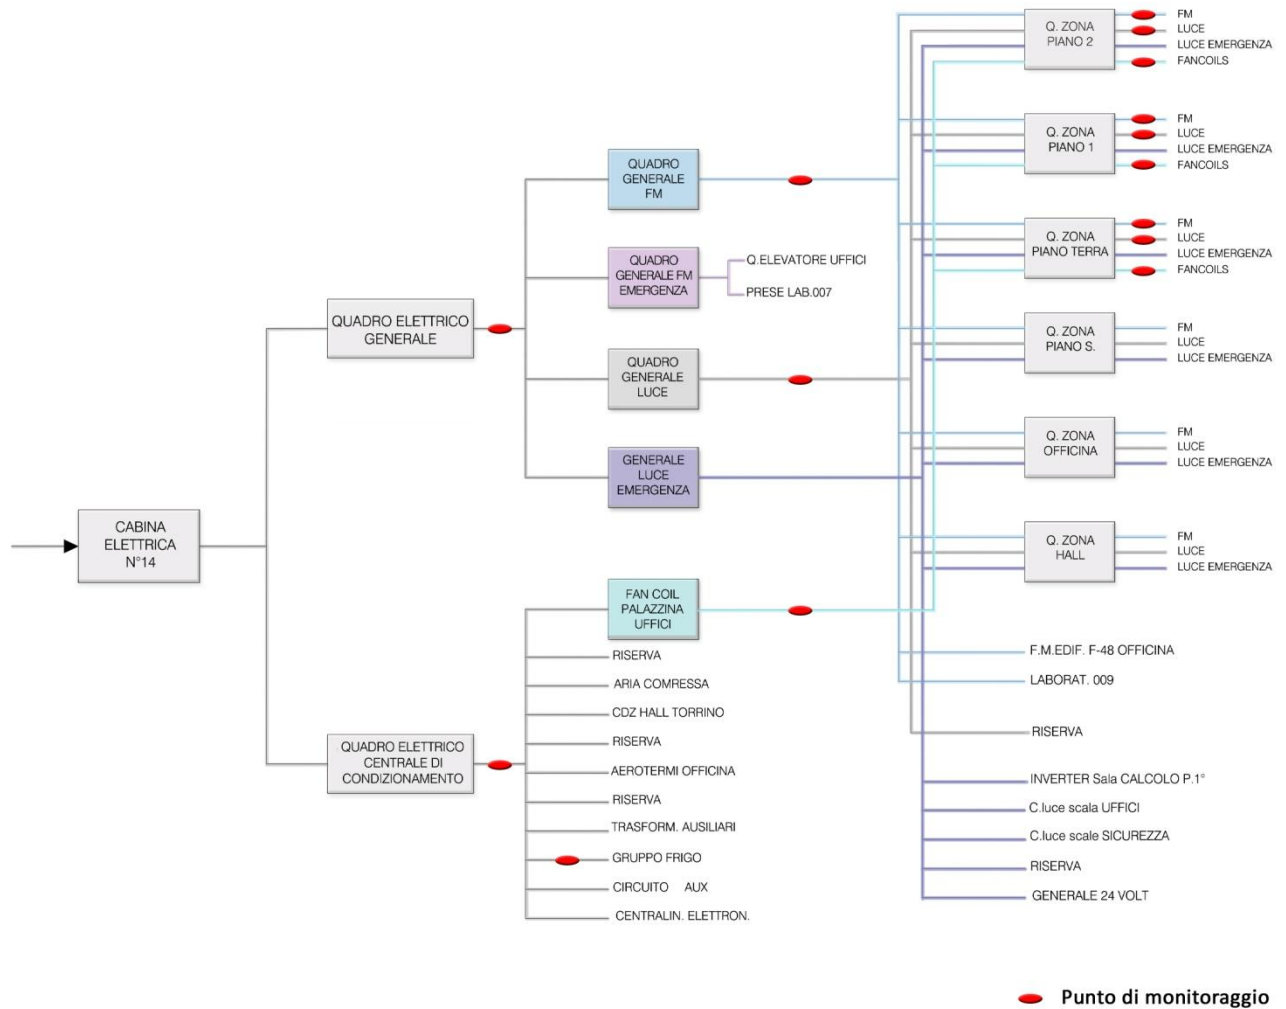 Q. ZONA
PIANO 2
FM
LUCE
LUCE EMERGENZA
FANCOILS
Q. ZONA
PIANO 1
FM
LUCE
LUCE EMERGENZA
FANCOILS
QUADRO
GENERALE
FM
Q. ZONA
PIANO TERRA
FM
LUCE
LUCE EMERGENZA
FANCOILS
QUADRO
GENERALE FM
EMERGENZA
Q.ELEVATORE UFFICI
PRESE LAB.007
QUADRO ELETTRICO
GENERALE
Q. ZONA
PIANO S.
FM
LUCE
LUCE EMERGENZA
QUADRO
GENERALE
LUCE
Q. ZONA
OFFICINA
FM
LUCE
LUCE EMERGENZA
GENERALE
LUCE
EMERGENZA
CABINA
ELETTRICA
N°14
Q. ZONA
HALL
FM
LUCE
LUCE EMERGENZA
FAN COIL
PALAZZINA
UFFICI
RISERVA
ARIA COMRESSA
CDZ HALL TORRINO
RISERVA
AEROTERMI OFFICINA
RISERVA
TRASFORM. AUSILIARI
GRUPPO FRIGO
CIRCUITO AUX
CENTRALIN. ELETTRON.
QUADRO ELETTRICO
CENTRALE DI
CONDIZIONAMENTO
F.M.EDIF. F-48 OFFICINA
LABORAT. 009
RISERVA
INVERTER Sala CALCOLO P.1°
C.luce scala UFFICI
C.luce scale SICUREZZA
RISERVA
GENERALE 24 VOLT
Punto di monitoraggio